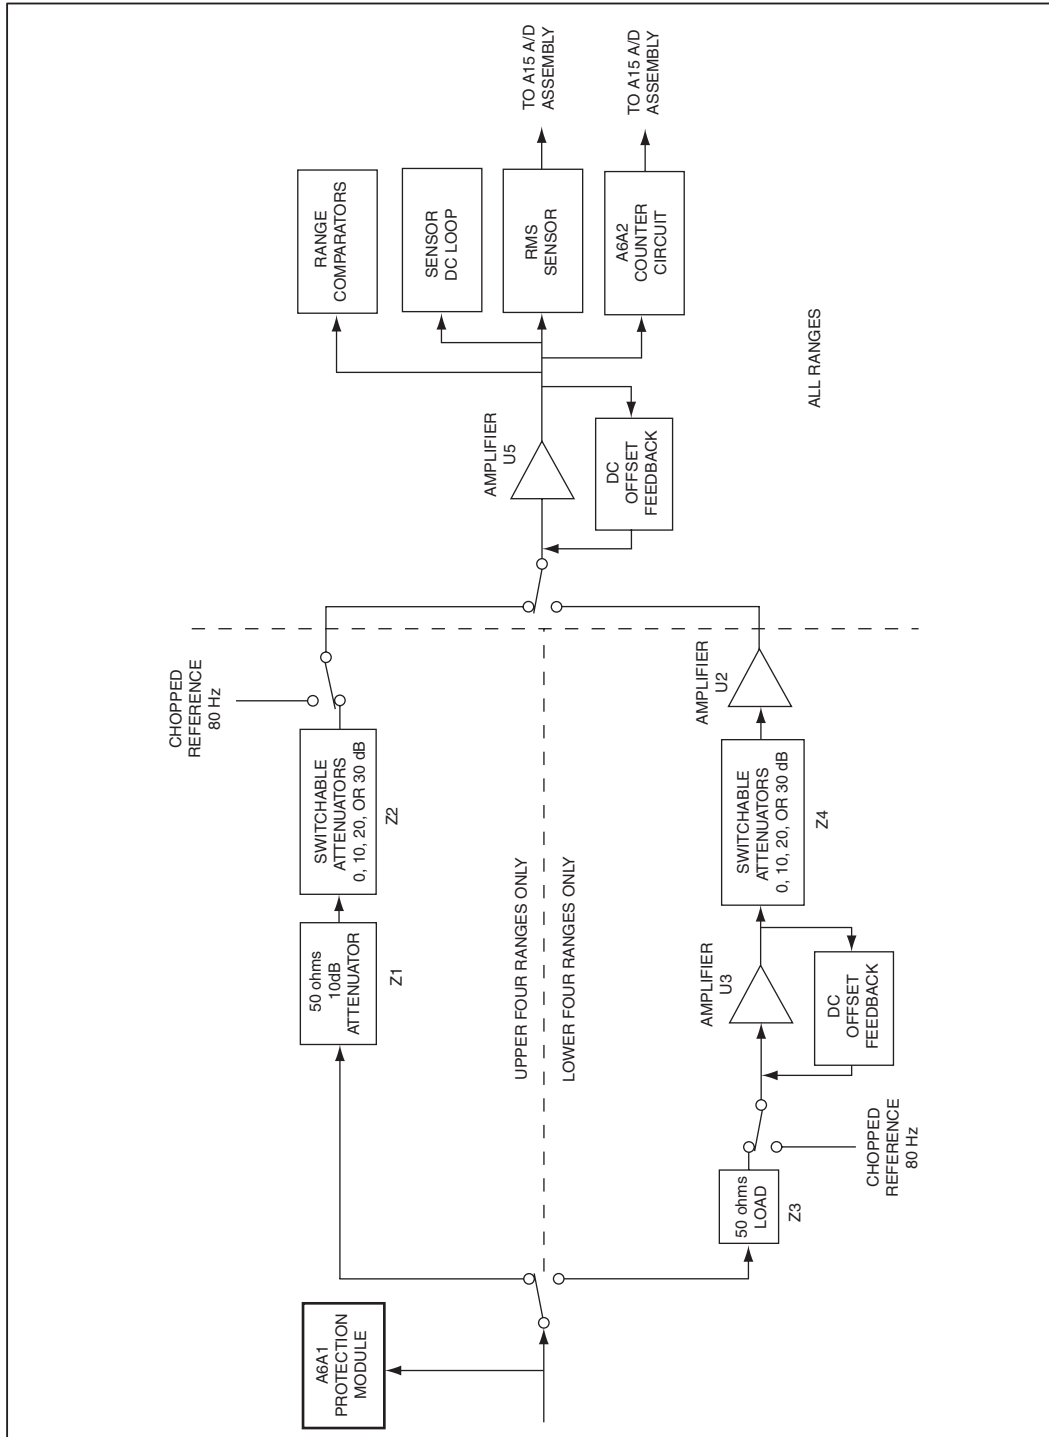 A6A1
PROTECTION
MODULE
50 ohms
10dB
ATTENUATOR
Z1
SWITCHABLE
ATTENUATORS
0, 10, 20, OR 30 dB
Z2
CHOPPED
REFERENCE
80 Hz
UPPER FOUR RANGES ONLY
LOWER FOUR RANGES ONLY
50 ohms
LOAD
Z3
CHOPPED
REFERENCE
80 Hz
AMPLIFIER
U3
DC
OFFSET
FEEDBACK
SWITCHABLE
ATTENUATORS
0, 10, 20, OR 30 dB
Z4
AMPLIFIER
U2
AMPLIFIER
U5
DC
OFFSET
FEEDBACK
RANGE
COMPARATORS
SENSOR
DC LOOP
RMS
SENSOR
TO A15 A/D
ASSEMBLY
A6A2
COUNTER
CIRCUIT
TO A15 A/D
ASSEMBLY
ALL RANGES